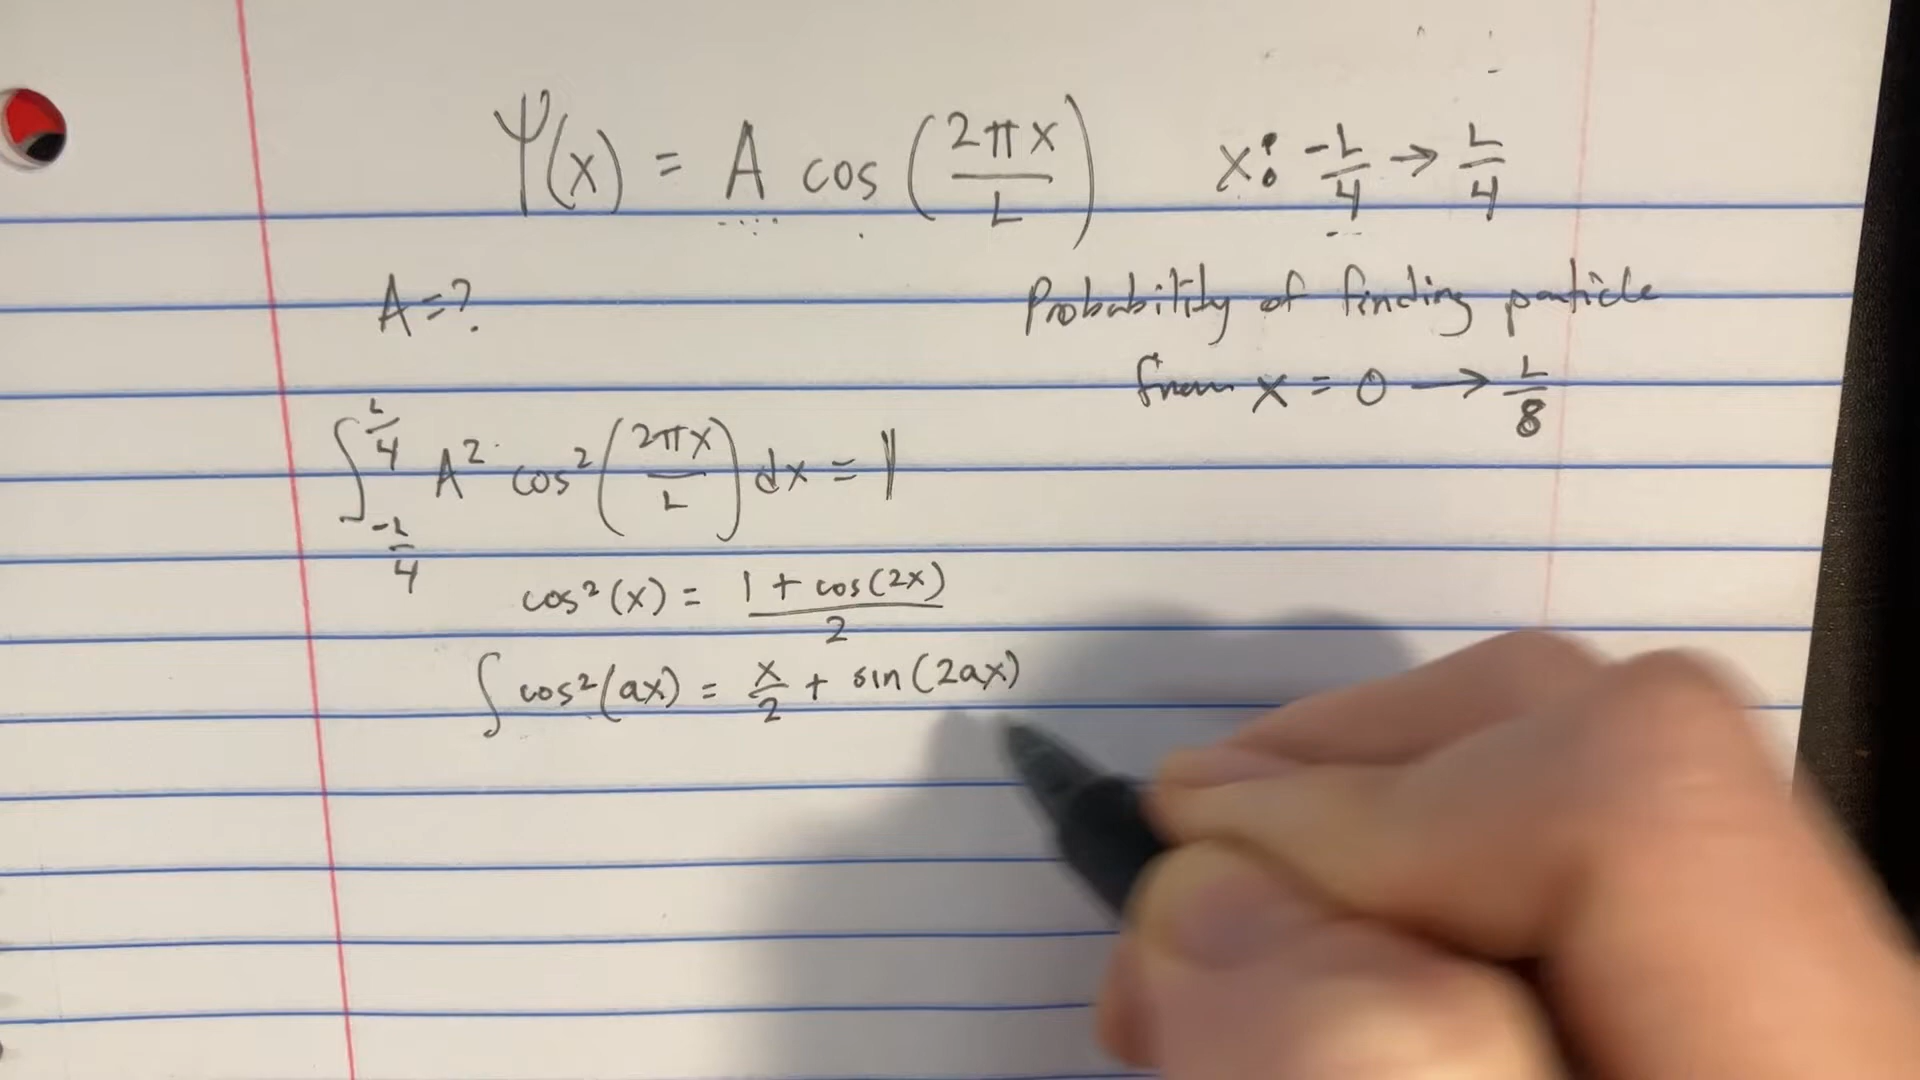 Ψ(x) = A cos(2πx/L) x: -L/4 → L/4
A=?
Probability of finding particle
from x = 0 → L/8
∫_{-L/4}^{L/4} A² cos²(2πx/L) dx = 1
cos²(x) = (1 + cos(2x))/2
∫ cos²(ax) = x/2 + sin(2ax)